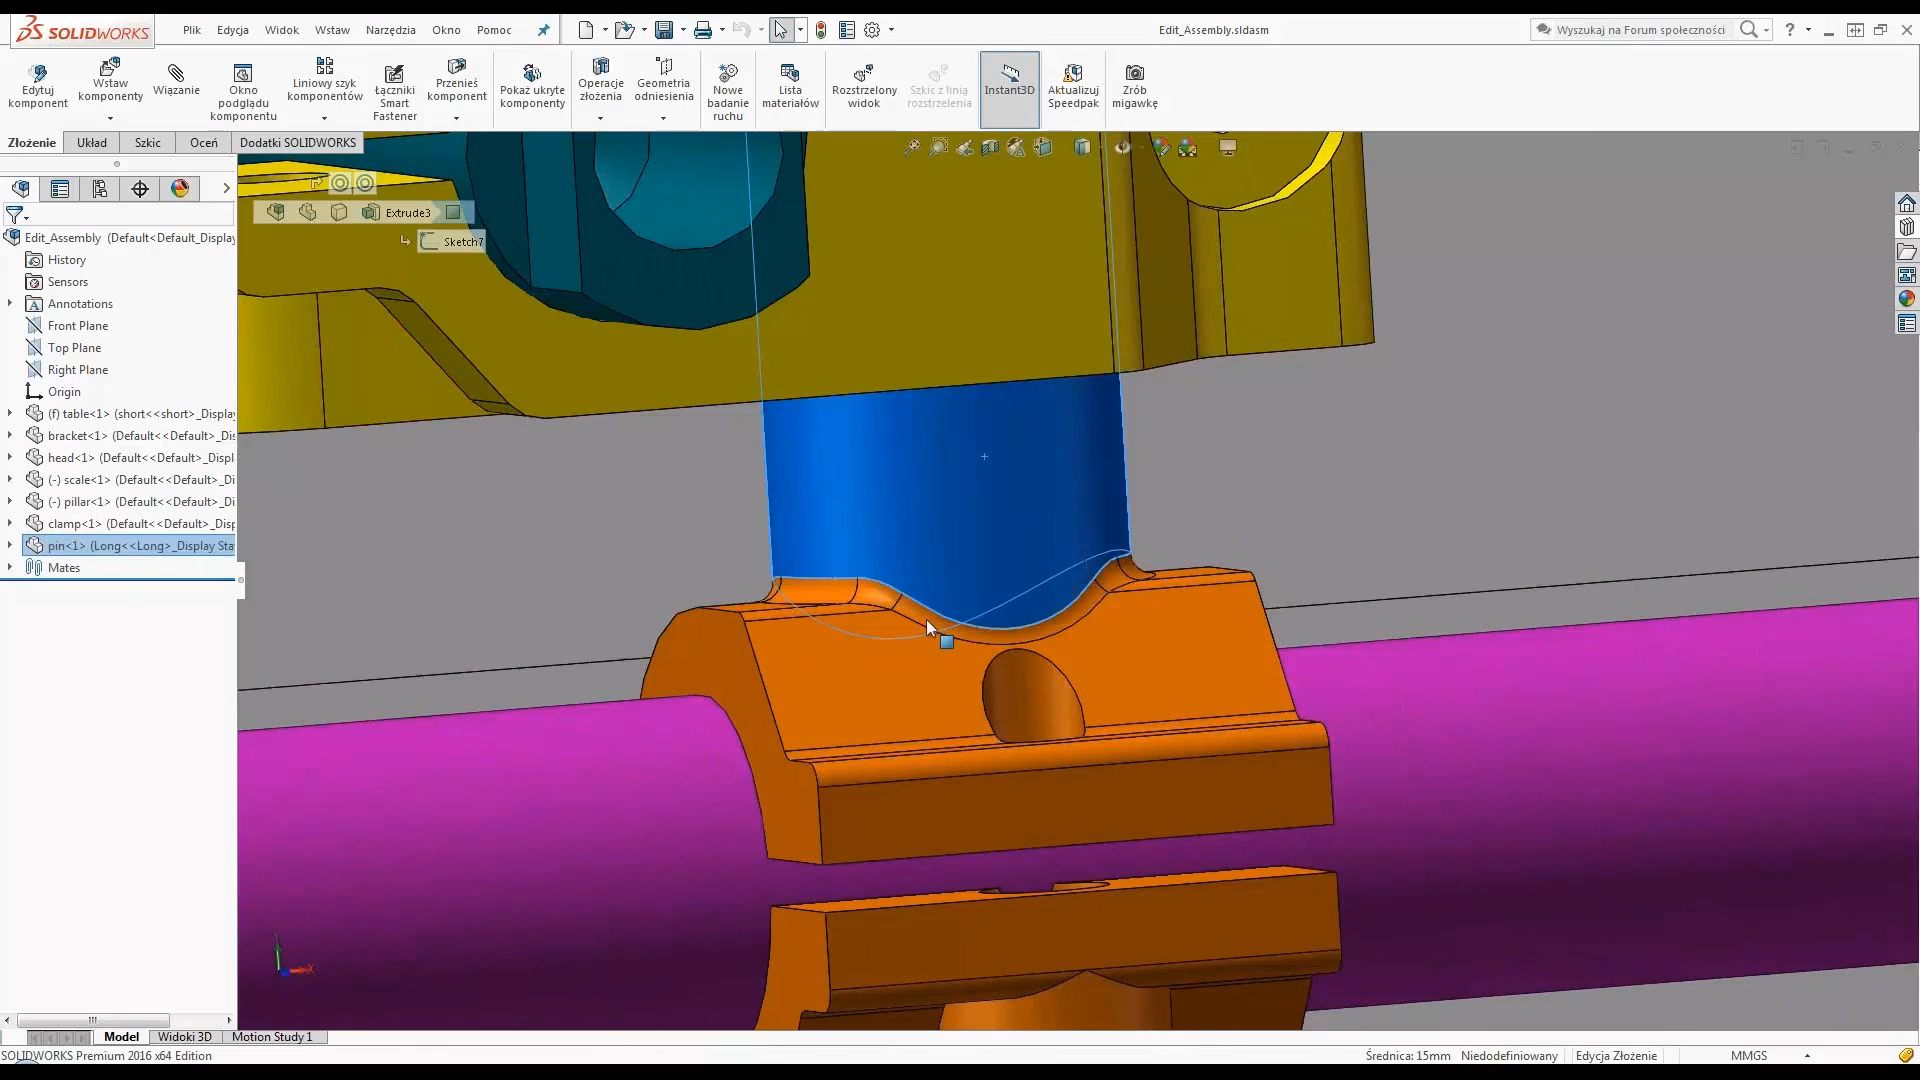 SOLIDWORKS
Plik Edycja Widok Wstaw Narzędzia Okno Pomoc
Edit_Assembly.sldasm
Wyszukaj na Forum społeczności
Edytuj komponent
Wstaw komponenty
Wiązanie
Okno podglądu komponentu
Liniowy szyk komponentów
Łączniki Smart Fastener
Przenieś komponent
Pokaż ukryte komponenty
Operacje złożenia
Geometria odniesienia
Nowe badanie ruchu
Lista materiałów
Rozstrzelony widok
Szkic z linią rozstrzelenia
Instant3D
Aktualizuj Speedpak
Zrób migawkę
Złożenie Układ Szkic Oceń Dodatki SOLIDWORKS
Extrude3
Sketch7
Edit_Assembly (Default<Default_Display
History
Sensors
Annotations
Front Plane
Top Plane
Right Plane
Origin
(f) table<1> (short<<short>_Display
bracket<1> (Default<<Default>_Dis
head<1> (Default<<Default>_Displ
(-) scale<1> (Default<<Default>_Dis
(-) pillar<1> (Default<<Default>_Di
clamp<1> (Default<<Default>_Disp
pin<1> (Long<<Long>_Display Sta
Mates
Model Widoki 3D Motion Study 1
SOLIDWORKS Premium 2016 x64 Edition
Średnica: 15mm Niedodefiniowany Edycja Złożenie MMGS